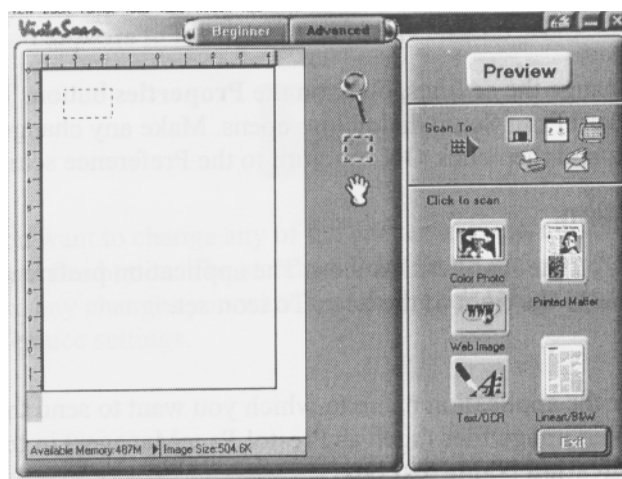 VistaScan
Beginner
Advanced
Preview
Scan To
Click to scan
Color Photo
Printed Matter
Web Image
Text/OCR
Lineart/B&W
Exit
Available Memory:487M
Image Size:504.6K